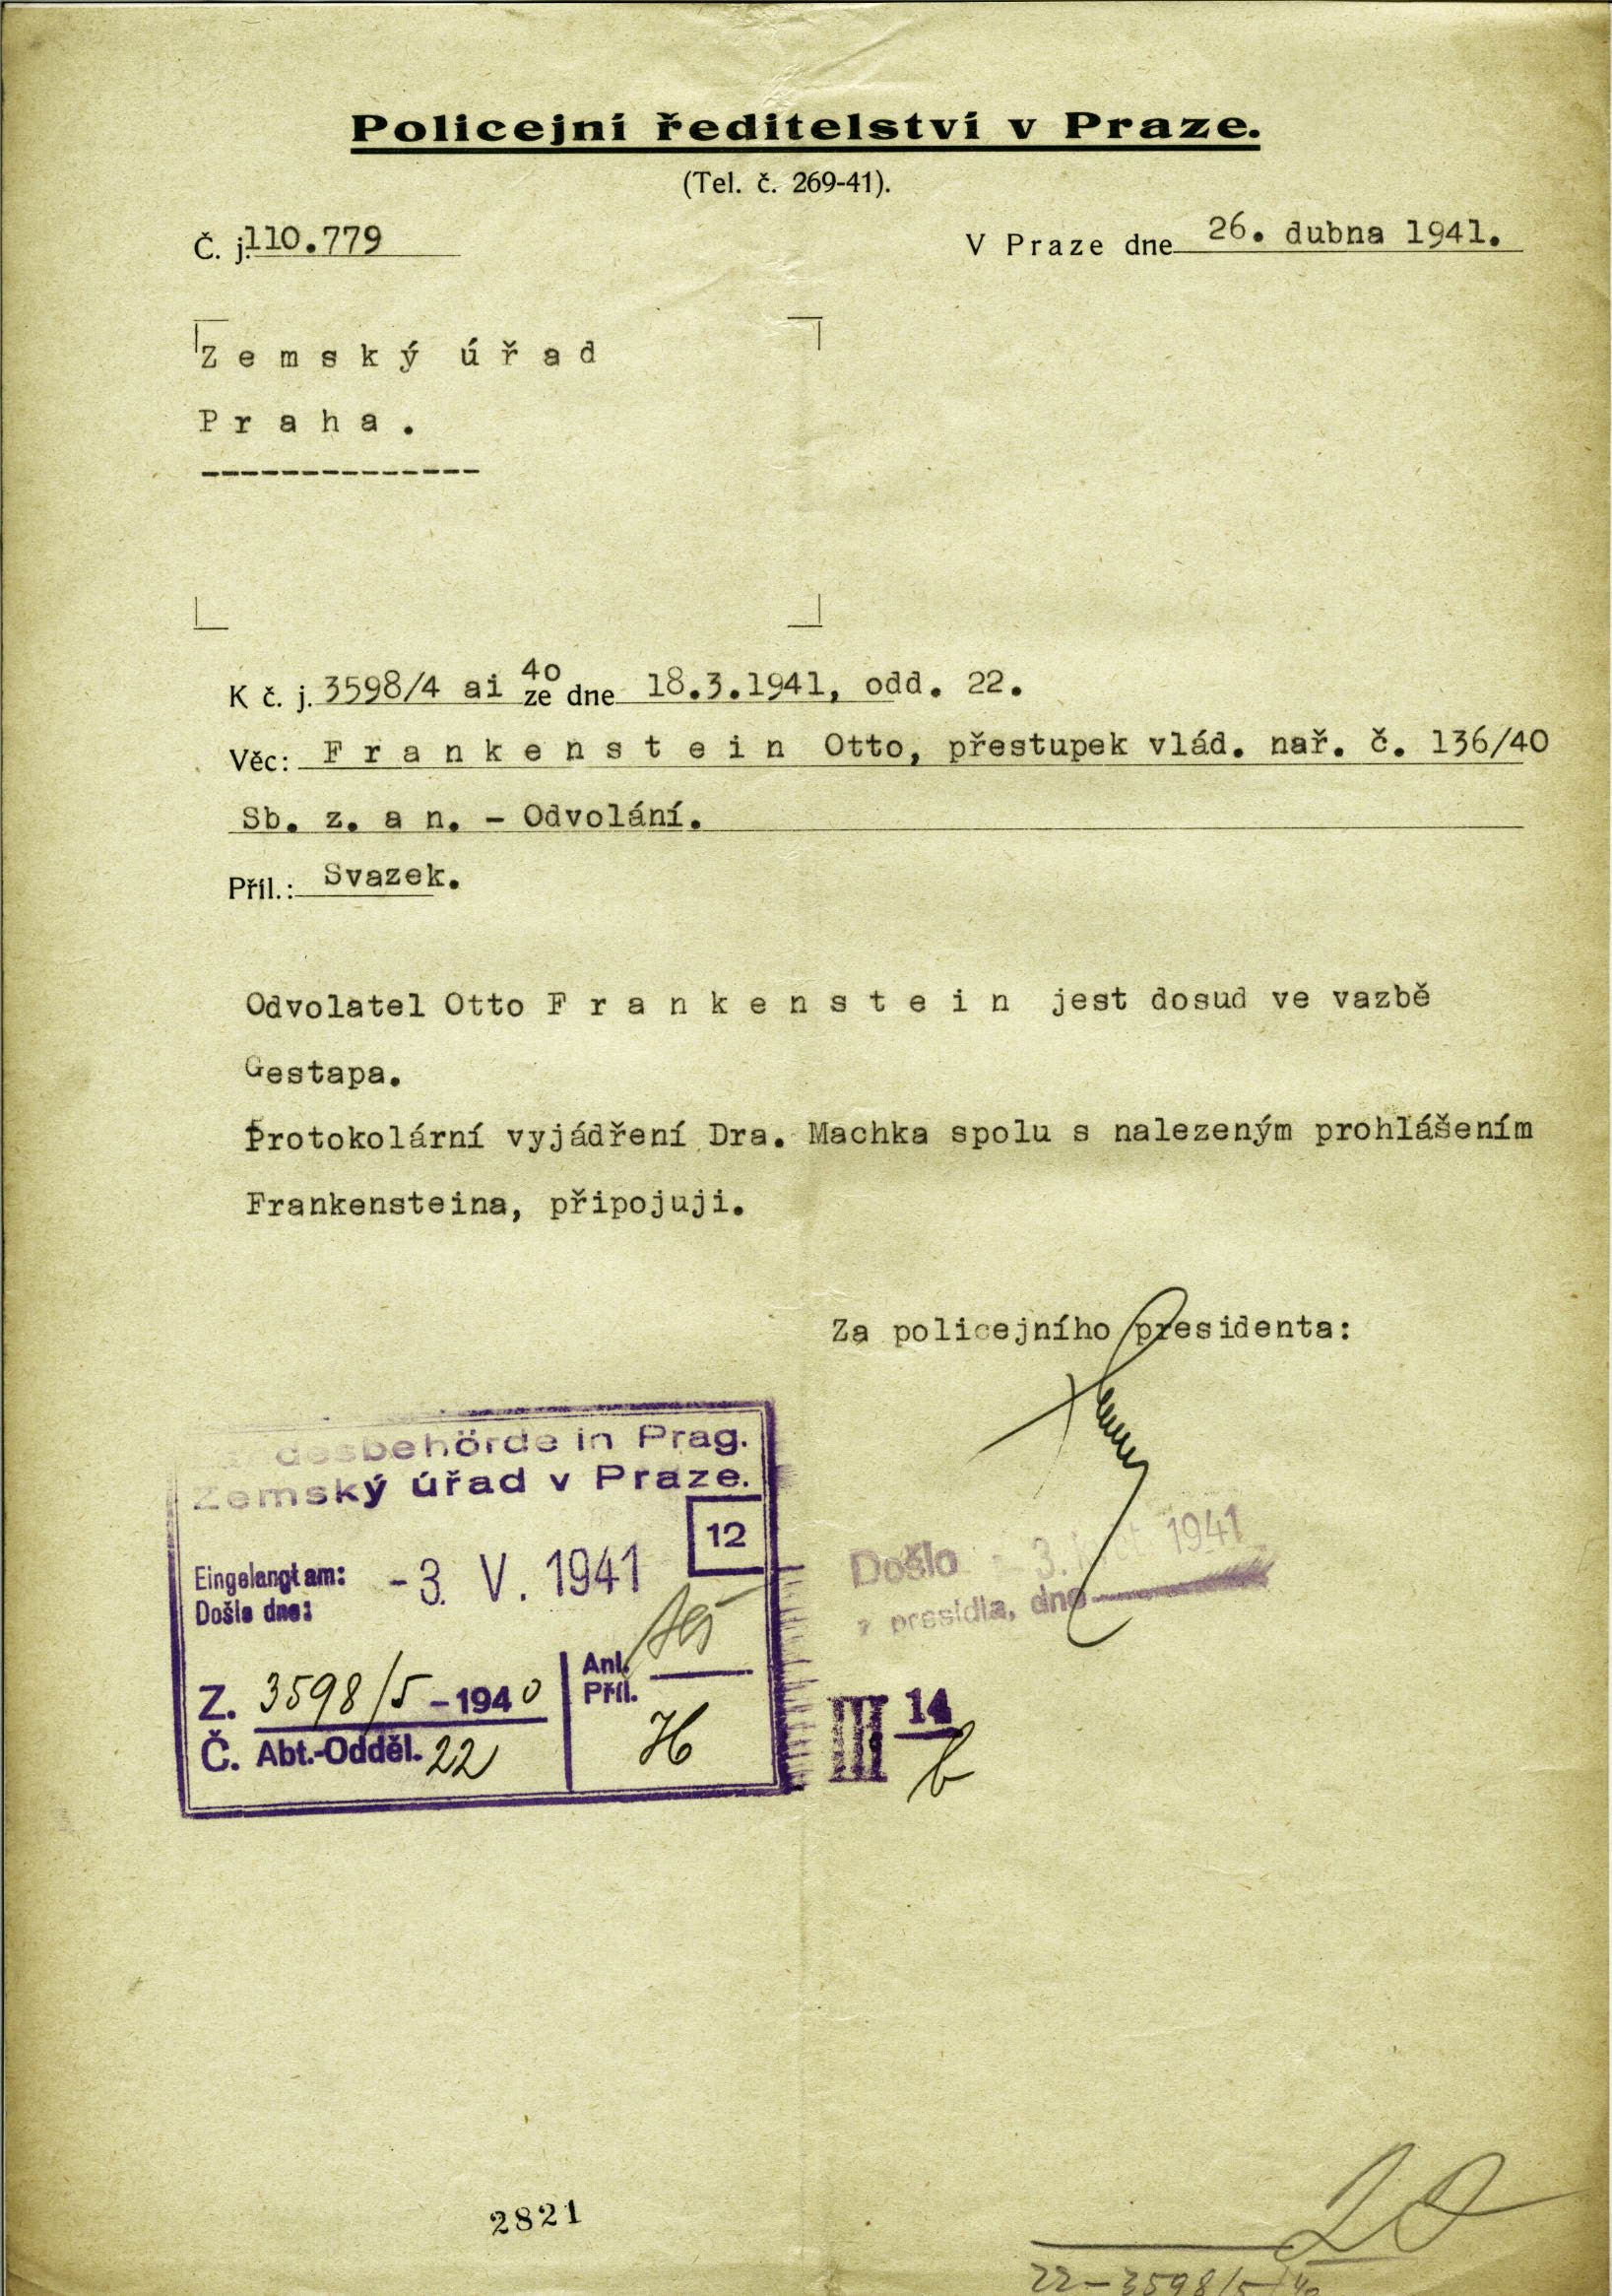 Policejní ředitelství v Praze.
(Tel. č. 269-41).
Č. j. 110.779
V Praze dne 26. dubna 1941.
Zemský úřad
Praha.
--------------
K č. j. 3598/4 ai 40 ze dne 18.3.1941, odd. 22.
Věc: Frankenstein Otto, přestupek vlád. nař. č. 136/40
Sb. z. a n. - Odvolání.
Příl.: Svazek.
Odvolatel Otto Frankenstein jest dosud ve vazbě
Gestapa.
Protokolární vyjádření Dra. Machka spolu s nalezeným prohlášením
Frankensteina, připojuji.
Za policejního presidenta:
desbehörde in Prag.
Zemský úřad v Praze.
12
Eingelangt am:
Došlo dne:
-3. V. 1941
Z. 3598/5 -1940
Č. Abt.-Odděl. 22
Anl.
Příl.
H
Došlo - 3. 1941
z presidia, dne
III 14
b
2821
20
22-3598/5/40